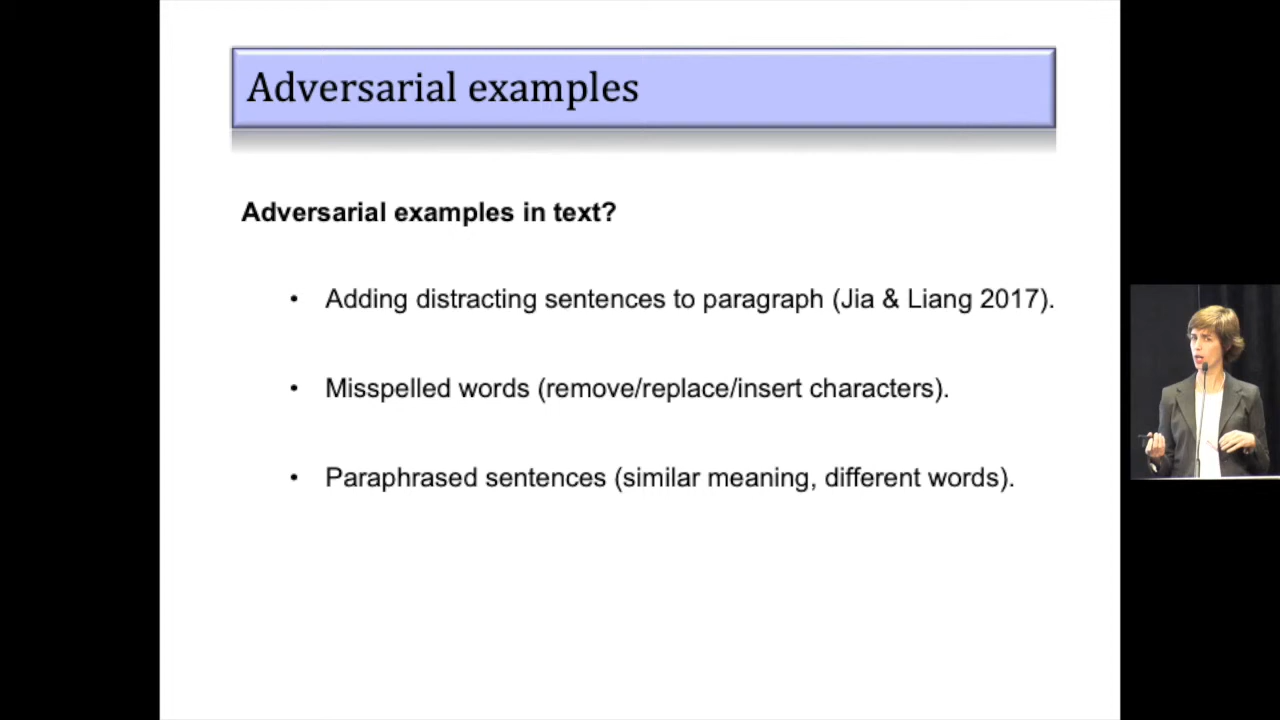 Adversarial examples
Adversarial examples in text?
• Adding distracting sentences to paragraph (Jia & Liang 2017).
• Misspelled words (remove/replace/insert characters).
• Paraphrased sentences (similar meaning, different words).